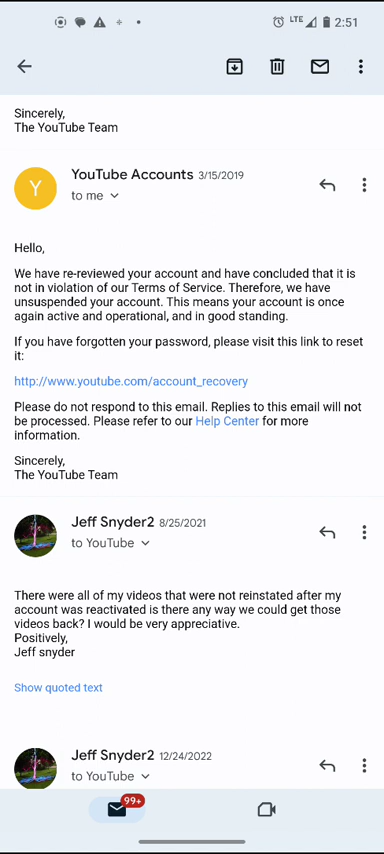 LTE 2:51
Sincerely,
The YouTube Team
Y
YouTube Accounts 3/15/2019
to me
Hello,
We have re-reviewed your account and have concluded that it is
not in violation of our Terms of Service. Therefore, we have
unsuspended your account. This means your account is once
again active and operational, and in good standing.
If you have forgotten your password, please visit this link to reset
it:
http://www.youtube.com/account_recovery
Please do not respond to this email. Replies to this email will not
be processed. Please refer to our Help Center for more
information.
Sincerely,
The YouTube Team
Jeff Snyder2 8/25/2021
to YouTube
There were all of my videos that were not reinstated after my
account was reactivated is there any way we could get those
videos back? I would be very appreciative.
Positively,
Jeff snyder
Show quoted text
Jeff Snyder2 12/24/2022
to YouTube
99+